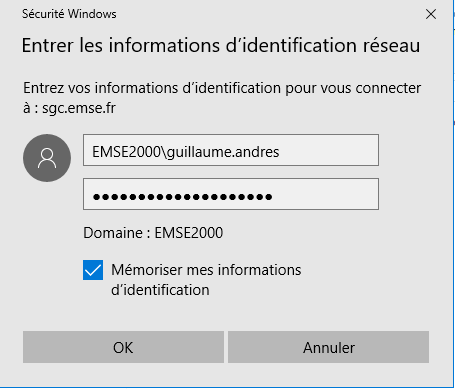 Sécurité Windows
Entrer les informations d'identification réseau
Entrez vos informations d'identification pour vous connecter
à : sgc.emse.fr
EMSE2000\guillaume.andres
●●●●●●●●●●●●●●●●●●●●
Domaine : EMSE2000
Mémoriser mes informations
d'identification
OK
Annuler